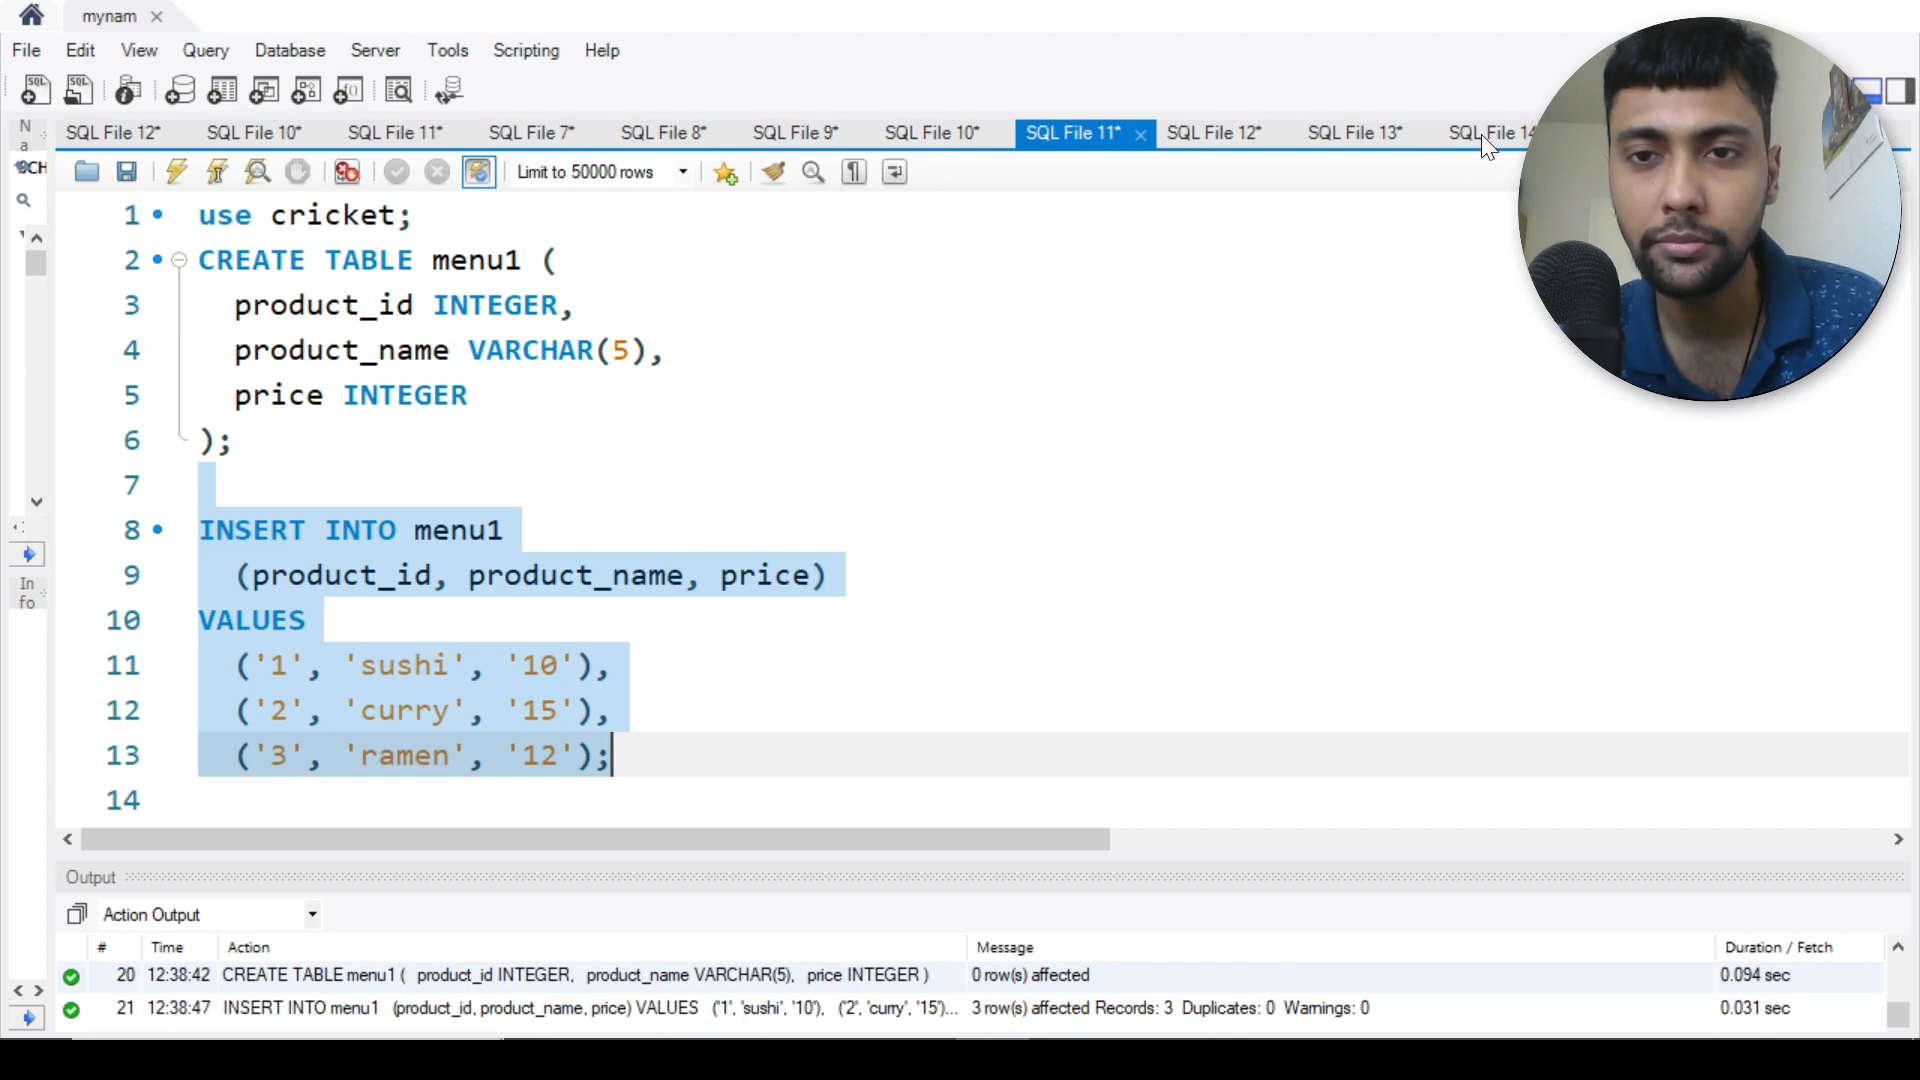 mynam
File Edit View Query Database Server Tools Scripting Help
SQL File 12* SQL File 10* SQL File 11* SQL File 7* SQL File 8* SQL File 9* SQL File 10* SQL File 11* SQL File 12* SQL File 13* SQL File 14
Limit to 50000 rows
1 use cricket;
2 CREATE TABLE menu1 (
3 product_id INTEGER,
4 product_name VARCHAR(5),
5 price INTEGER
6 );
7
8 INSERT INTO menu1
9 (product_id, product_name, price)
10 VALUES
11 ('1', 'sushi', '10'),
12 ('2', 'curry', '15'),
13 ('3', 'ramen', '12');
14
Output
Action Output
# Time Action Message Duration / Fetch
20 12:38:42 CREATE TABLE menu1 ( product_id INTEGER, product_name VARCHAR(5), price INTEGER ) 0 row(s) affected 0.094 sec
21 12:38:47 INSERT INTO menu1 (product_id, product_name, price) VALUES ('1', 'sushi', '10'), ('2', 'curry', '15')... 3 row(s) affected Records: 3 Duplicates: 0 Warnings: 0 0.031 sec